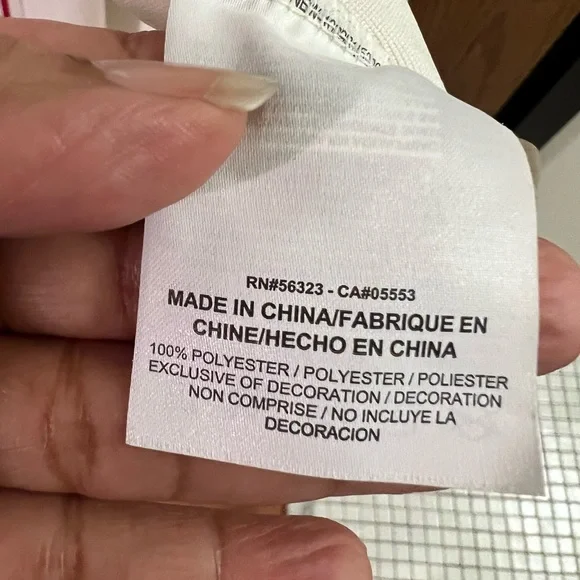 RN#56323 - CA#05553
MADE IN CHINA/FABRIQUE EN
CHINE/HECHO EN CHINA
100% POLYESTER / POLYESTER / POLIESTER
EXCLUSIVE OF DECORATION / DECORATION
NON COMPRISE / NO INCLUYE LA
DECORACION